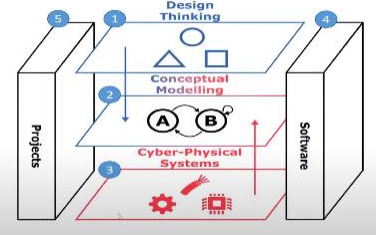 5
1
Design
Thinking
4
Conceptual
Modelling
2
A
B
Cyber-Physical
Systems
3
Projects
Software